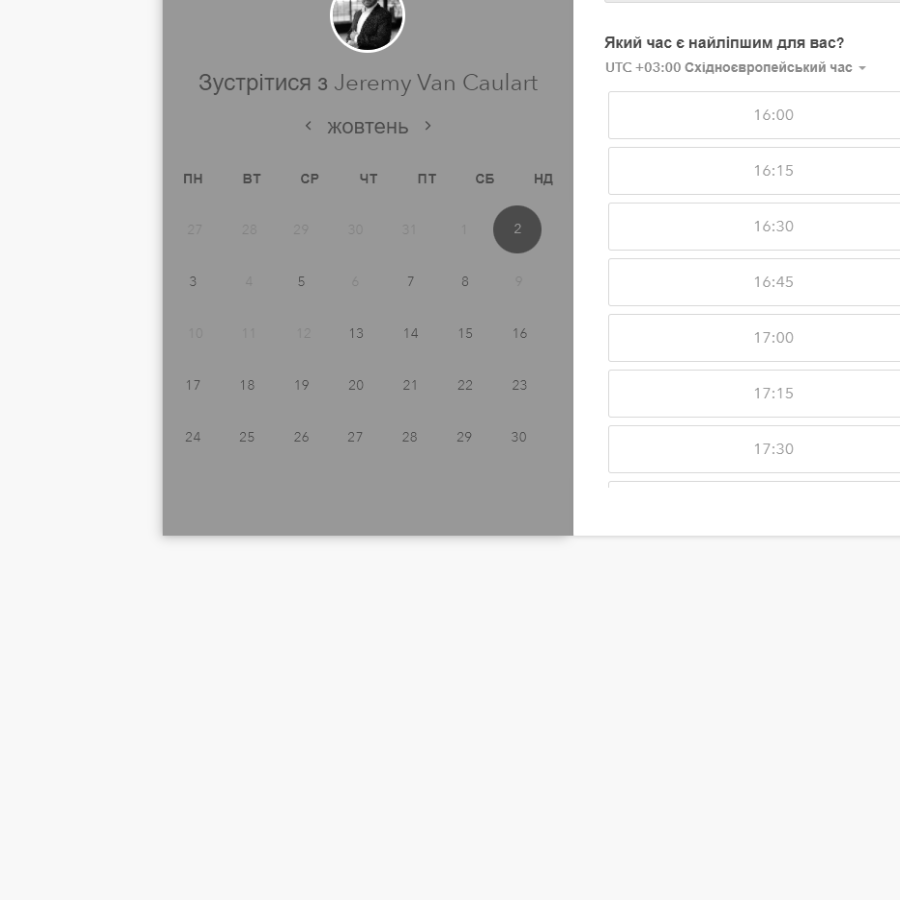 Зустрітися з Jeremy Van Caulart
жовтень
ПН ВТ СР ЧТ ПТ СБ НД
27 28 29 30 31 1 2
3 4 5 6 7 8 9
10 11 12 13 14 15 16
17 18 19 20 21 22 23
24 25 26 27 28 29 30
Який час є найліпшим для вас?
UTC +03:00 Східноєвропейський час
16:00
16:15
16:30
16:45
17:00
17:15
17:30